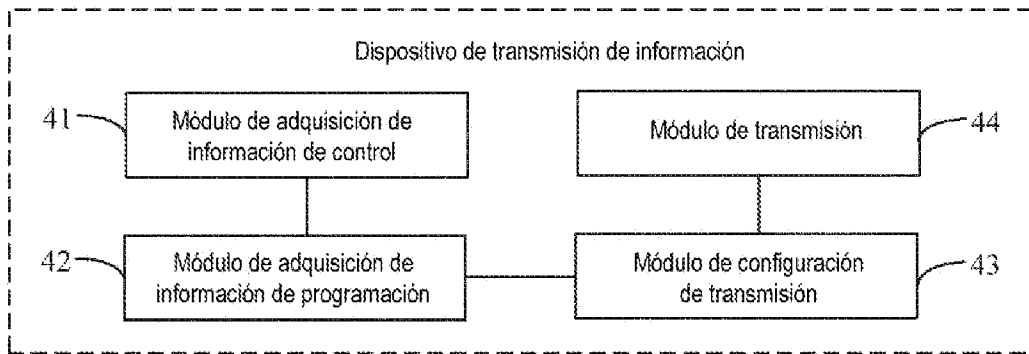 Dispositivo de transmisión de información
41
Módulo de adquisición de
información de control
Módulo de transmisión
44
42
Módulo de adquisición de
información de programación
Módulo de configuración
de transmisión
43